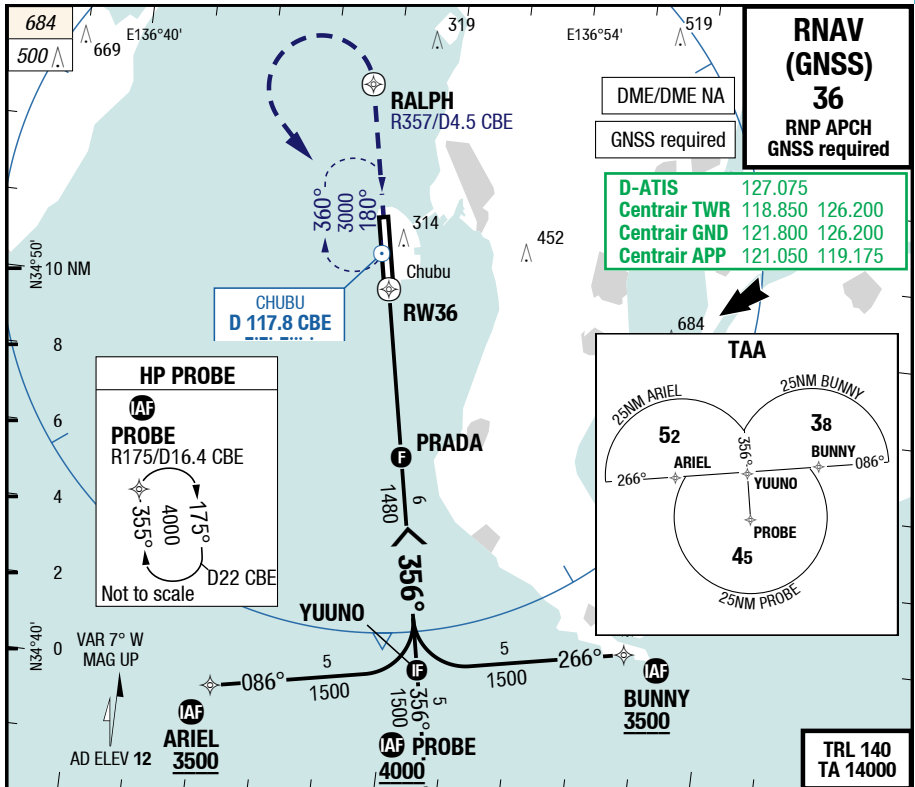 684
500
669
E136°40'
319
E136°54'
519
RNAV
(GNSS)
36
RNP APCH
GNSS required
DME/DME NA
GNSS required
RALPH
R357/D4.5 CBE
D-ATIS 127.075
Centrair TWR 118.850 126.200
Centrair GND 121.800 126.200
Centrair APP 121.050 119.175
360°
3000
180°
314
452
N34°50'
10 NM
Chubu
CHUBU
D 117.8 CBE
RW36
684
8
6
4
2
0
HP PROBE
IAF
PROBE
R175/D16.4 CBE
355°
4000
175°
D22 CBE
Not to scale
F
PRADA
1480
6
356°
TAA
25NM ARIEL
25NM BUNNY
52
38
356°
ARIEL
BUNNY
266°
086°
YUUNO
PROBE
45
25NM PROBE
YUUNO
N34°40'
VAR 7° W
MAG UP
AD ELEV 12
086°
5
1500
IF
5
1500
266°
IAF
ARIEL
3500
5
356°
1500
IAF
BUNNY
3500
IAF PROBE
4000
TRL 140
TA 14000